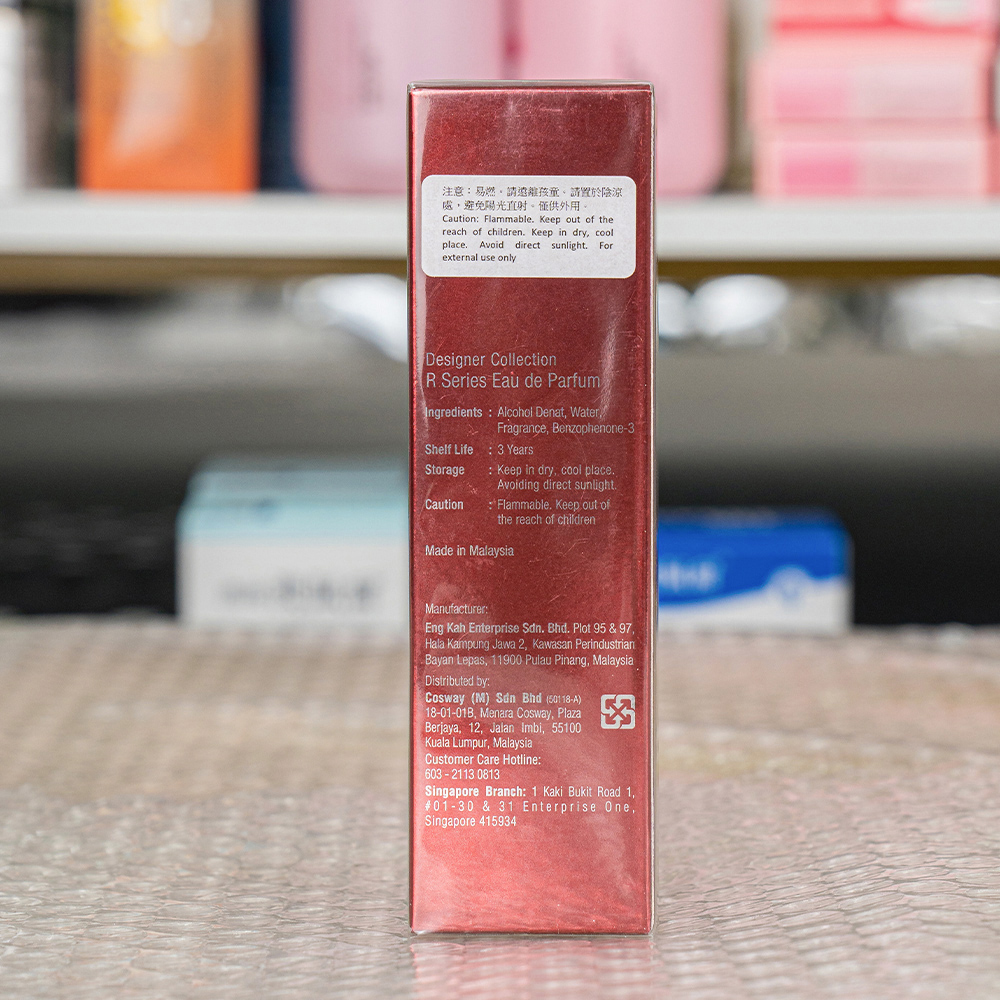 注意：易燃。請遠離孩童。請置於陰涼
處，避免陽光直射。僅供外用。
Caution: Flammable. Keep out of the
reach of children. Keep in dry, cool
place. Avoid direct sunlight. For
external use only
Designer Collection
R Series Eau de Parfum
Ingredients : Alcohol Denat, Water,
Fragrance, Benzophenone-3
Shelf Life : 3 Years
Storage : Keep in dry, cool place.
Avoiding direct sunlight.
Caution : Flammable. Keep out of
the reach of children
Made in Malaysia
Manufacturer:
Eng Kah Enterprise Sdn. Bhd. Plot 95 & 97,
Hala Kampung Jawa 2, Kawasan Perindustrian
Bayan Lepas, 11900 Pulau Pinang, Malaysia
Distributed by:
Cosway (M) Sdn Bhd (50118-A)
18-01-01B, Menara Cosway, Plaza
Berjaya, 12, Jalan Imbi, 55100
Kuala Lumpur, Malaysia
Customer Care Hotline:
603 - 2113 0813
Singapore Branch: 1 Kaki Bukit Road 1,
#01-30 & 31 Enterprise One,
Singapore 415934